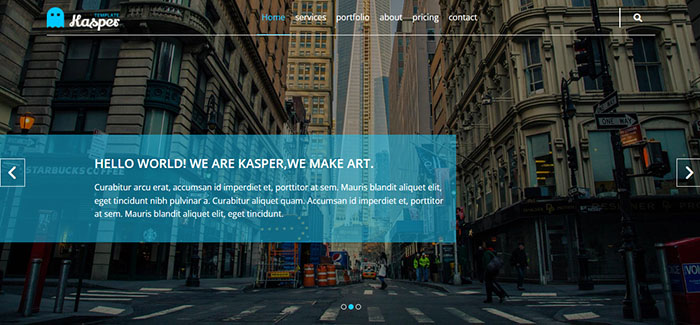 TEMPLATE
Kasper
Home services portfolio about pricing contact
ONE WAY
STARBUCKS COFFEE
HELLO WORLD! WE ARE KASPER,WE MAKE ART.
Curabitur arcu erat, accumsan id imperdiet et, porttitor at sem. Mauris blandit aliquet elit,
eget tincidunt nibh pulvinar a. Curabitur aliquet quam. Accumsan id imperdiet et, porttitor
at sem. Mauris blandit aliquet elit, eget tincidunt.